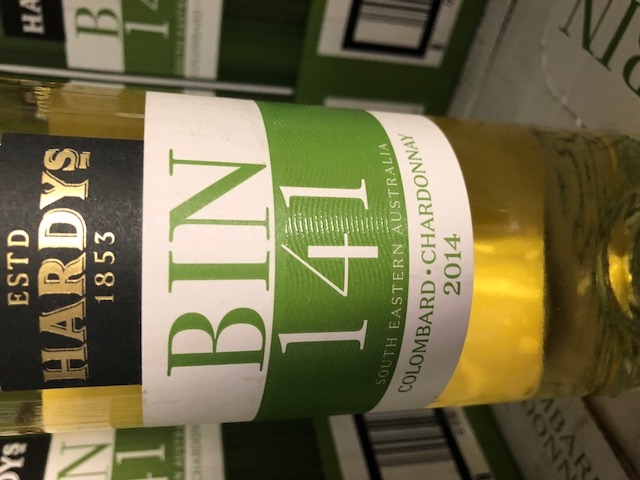 ESTD
HARDYS
1853
BIN
141
SOUTH EASTERN AUSTRALIA
COLOMBARD · CHARDONNAY
2014